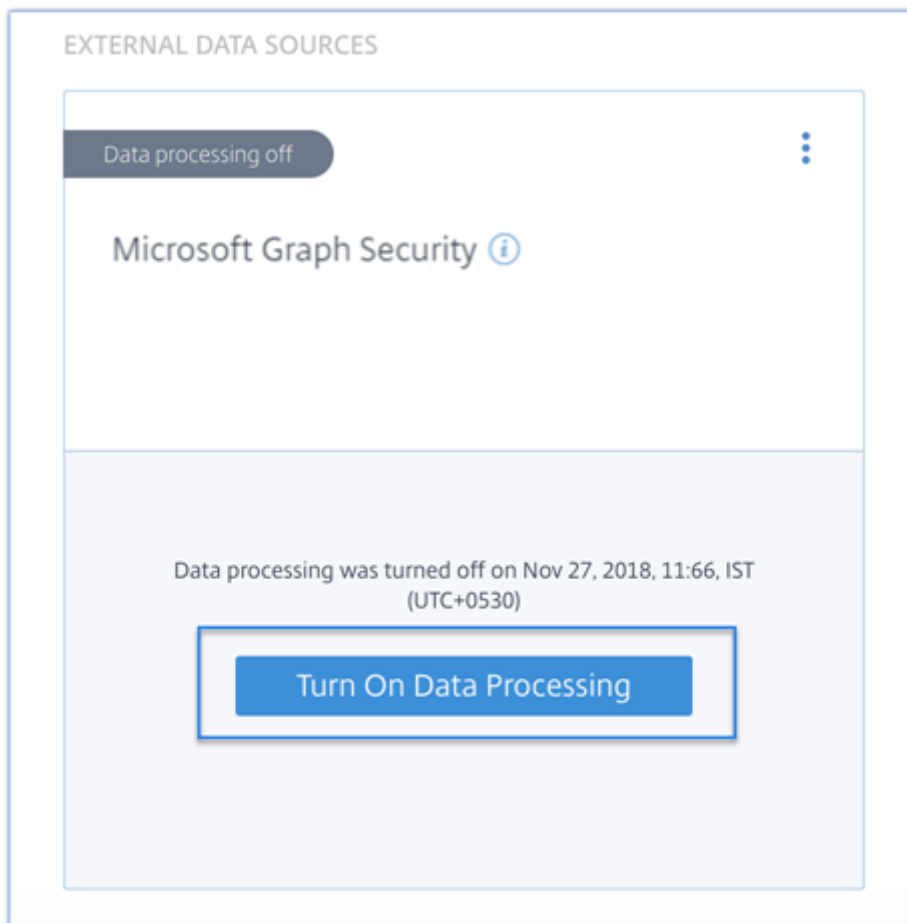 EXTERNAL DATA SOURCES
Data processing off
Microsoft Graph Security
Data processing was turned off on Nov 27, 2018, 11:66, IST
(UTC+0530)
Turn On Data Processing